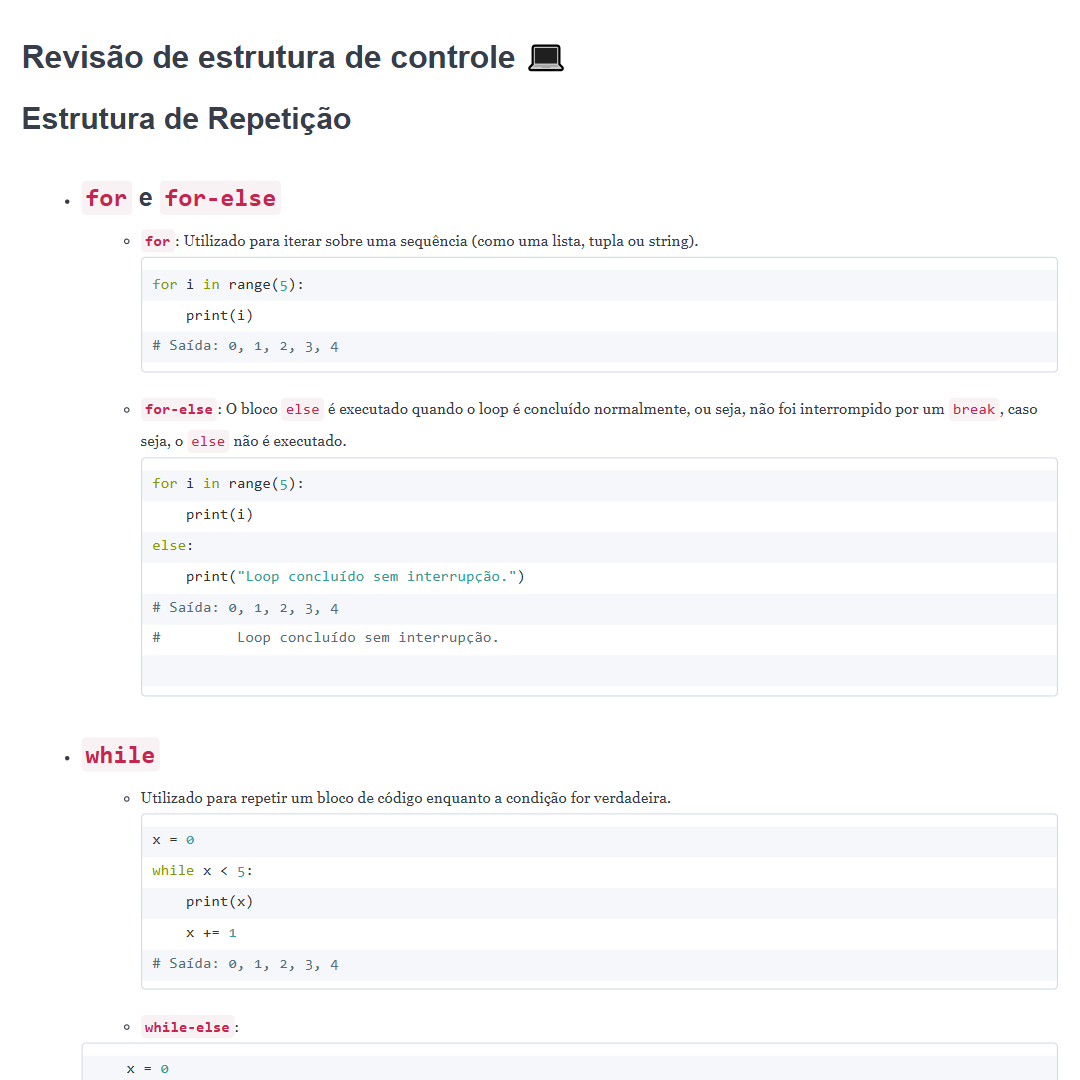 Revisão de estrutura de controle 💻
Estrutura de Repetição
for e for-else
for : Utilizado para iterar sobre uma sequência (como uma lista, tupla ou string).
for i in range(5):
    print(i)
# Saída: 0, 1, 2, 3, 4
for-else : O bloco else é executado quando o loop é concluído normalmente, ou seja, não foi interrompido por um break , caso
seja, o else não é executado.
for i in range(5):
    print(i)
else:
    print("Loop concluído sem interrupção.")
# Saída: 0, 1, 2, 3, 4
#         Loop concluído sem interrupção.
while
Utilizado para repetir um bloco de código enquanto a condição for verdadeira.
x = 0
while x < 5:
    print(x)
    x += 1
# Saída: 0, 1, 2, 3, 4
while-else :
x = 0